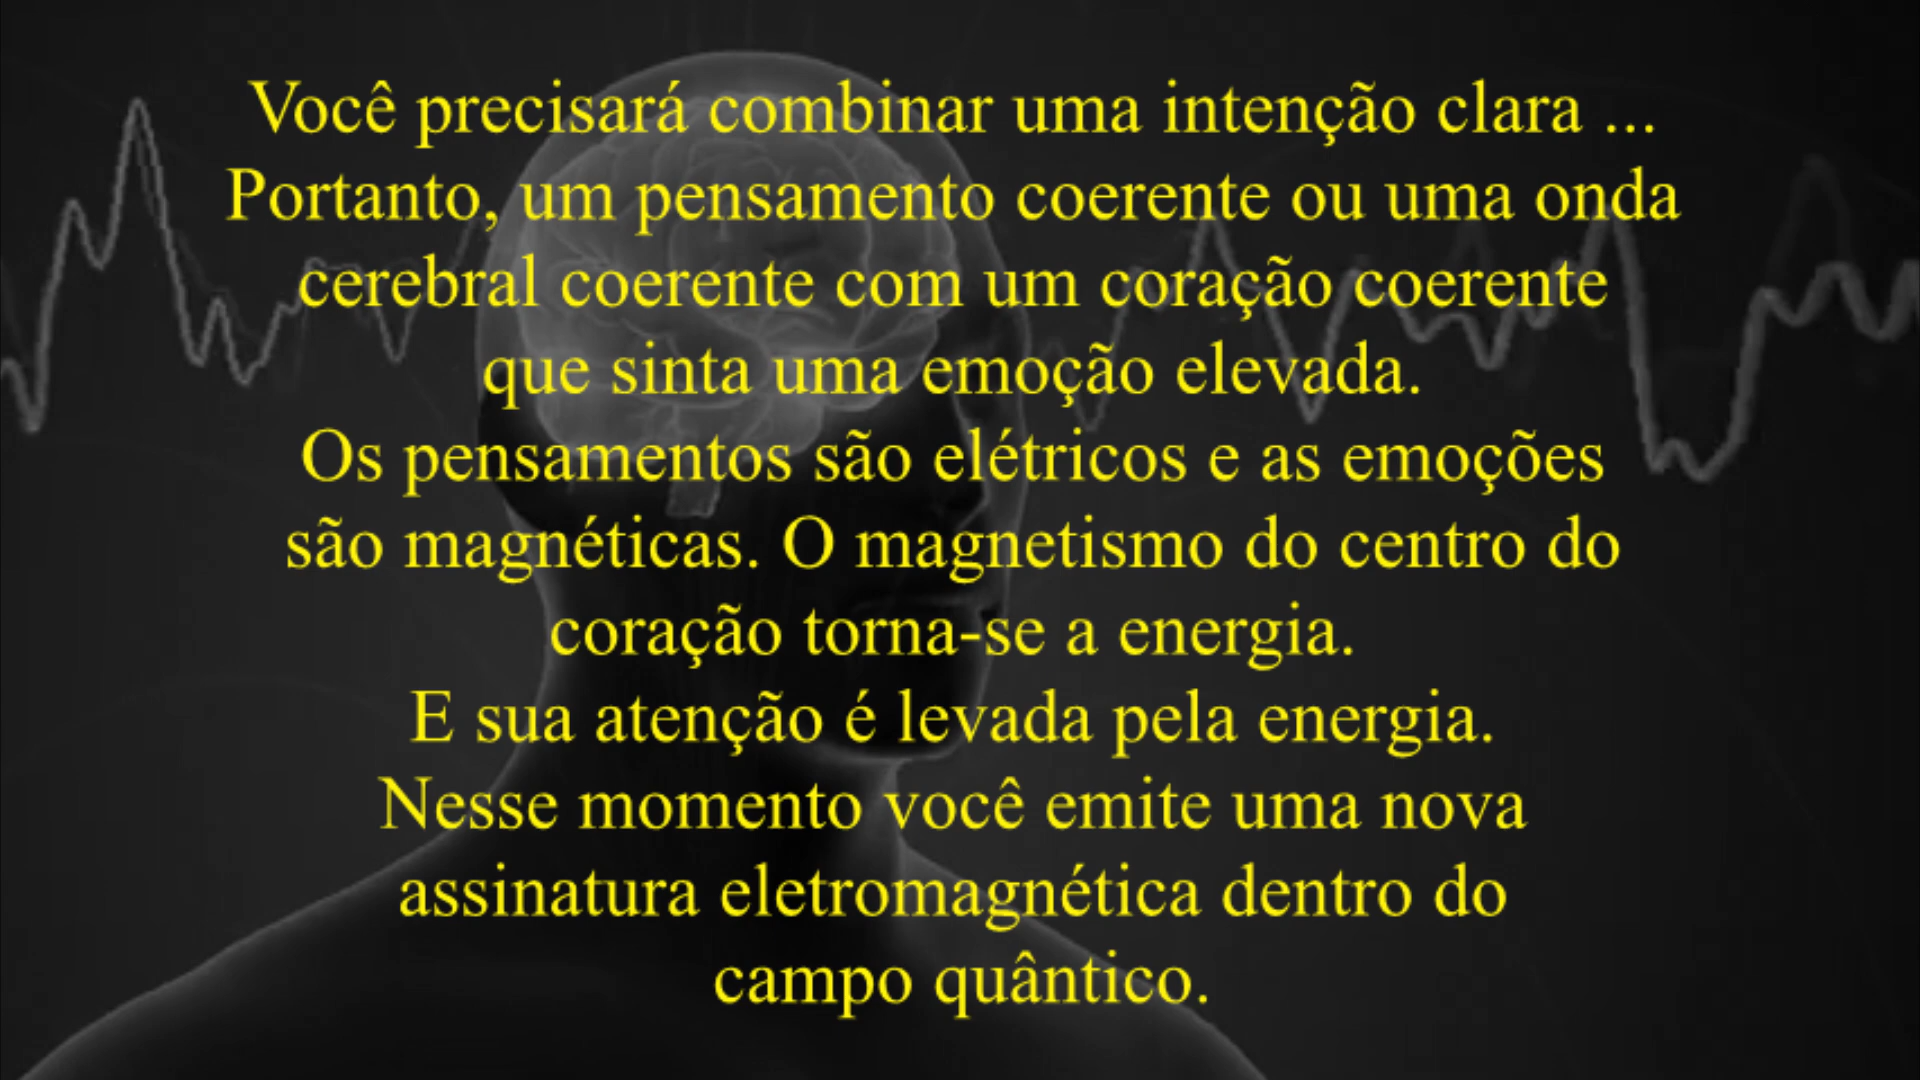 Você precisará combinar uma intenção clara ...
Portanto, um pensamento coerente ou uma onda
cerebral coerente com um coração coerente
que sinta uma emoção elevada.
Os pensamentos são elétricos e as emoções
são magnéticas. O magnetismo do centro do
coração torna-se a energia.
E sua atenção é levada pela energia.
Nesse momento você emite uma nova
assinatura eletromagnética dentro do
campo quântico.